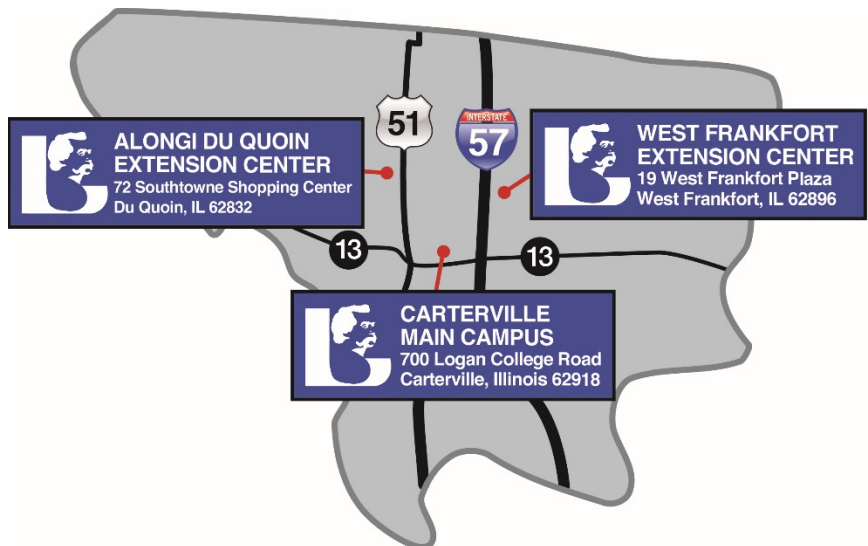 51
INTERSTATE
57
ALONGI DU QUOIN
EXTENSION CENTER
72 Southtowne Shopping Center
Du Quoin, IL 62832
WEST FRANKFORT
EXTENSION CENTER
19 West Frankfort Plaza
West Frankfort, IL 62896
13
13
CARTERVILLE
MAIN CAMPUS
700 Logan College Road
Carterville, Illinois 62918